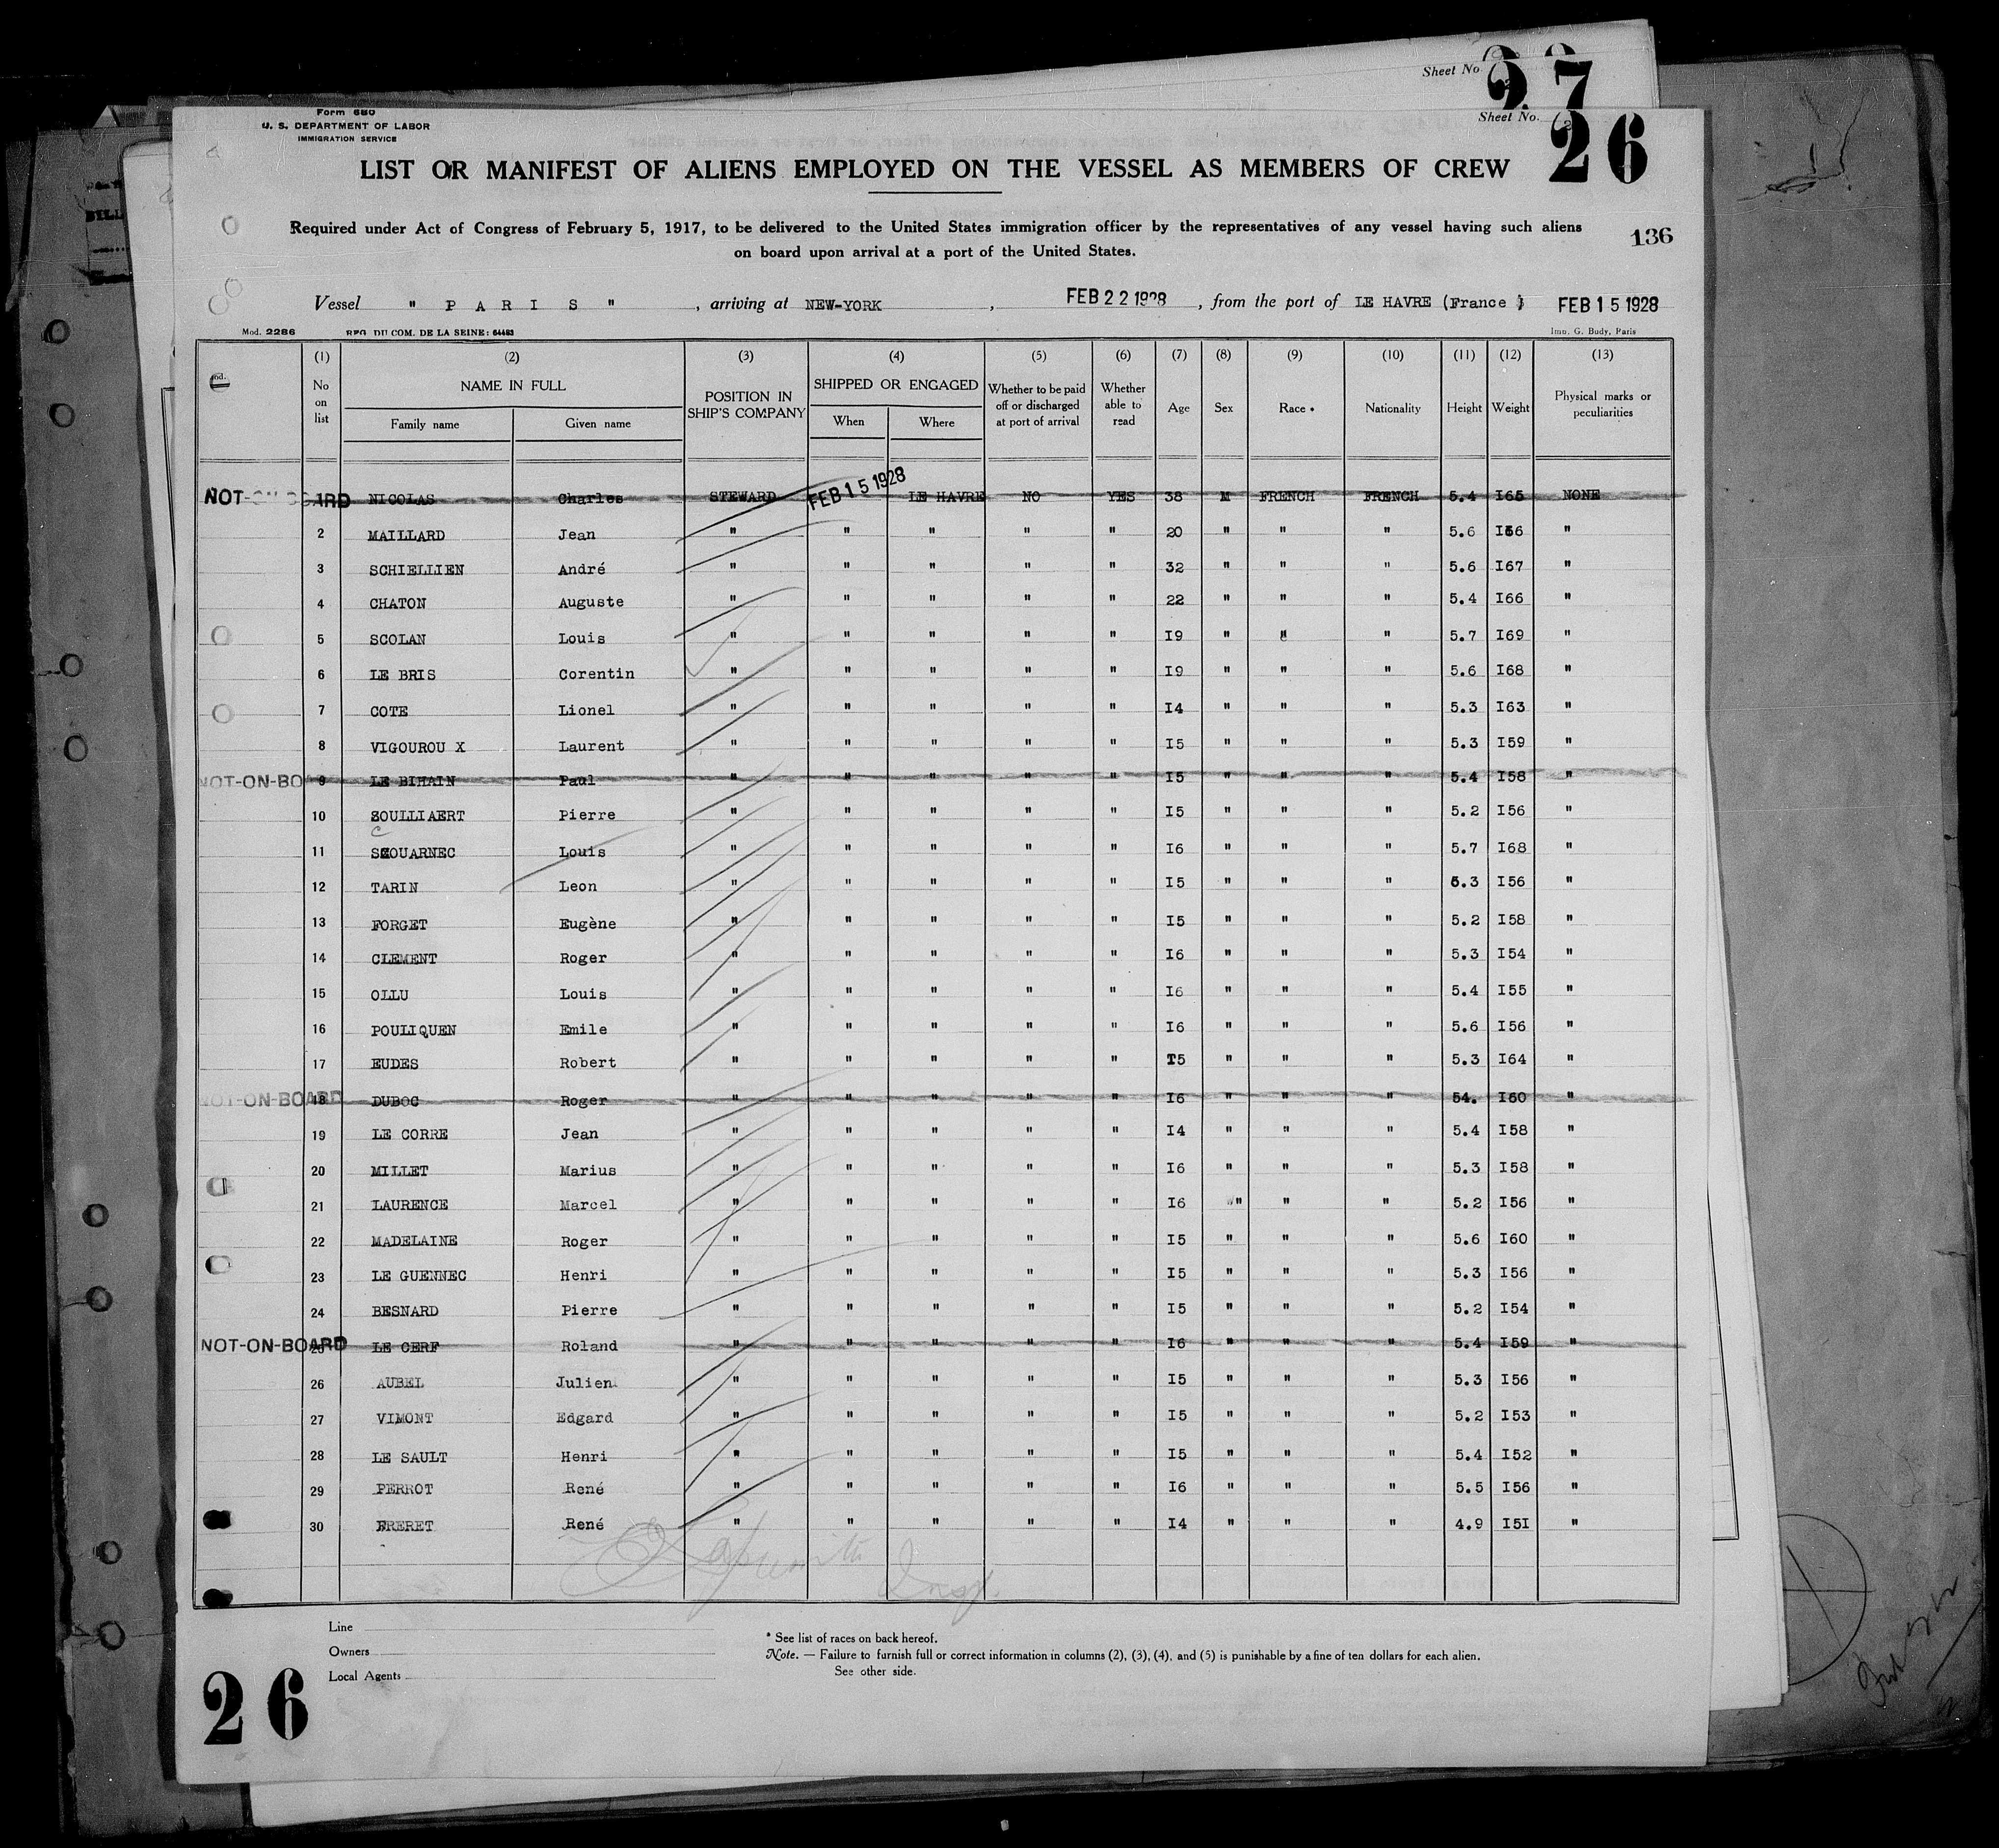 Sheet No. 27
Sheet No. 26
Form 680
U. S. DEPARTMENT OF LABOR
IMMIGRATION SERVICE
LIST OR MANIFEST OF ALIENS EMPLOYED ON THE VESSEL AS MEMBERS OF CREW
Required under Act of Congress of February 5, 1917, to be delivered to the United States immigration officer by the representatives of any vessel having such aliens
on board upon arrival at a port of the United States.
136
Vessel " P A R I S " , arriving at NEW-YORK , FEB 22 1928 , from the port of LE HAVRE (France ) FEB 15 1928
Mod. 2286 REG. DU COM. DE LA SEINE: 64483 Imp. G. Budy, Paris
(1) (2) (3) (4) (5) (6) (7) (8) (9) (10) (11) (12) (13)
No on list NAME IN FULL Family name Given name POSITION IN SHIP'S COMPANY SHIPPED OR ENGAGED When Where Whether to be paid off or discharged at port of arrival Whether able to read Age Sex Race * Nationality Height Weight Physical marks or peculiarities
NOT-ON-BOARD 1 NICOLAS Charles STEWARD FEB 15 1928 LE HAVRE NO YES 38 M FRENCH FRENCH 5.4 I65 NONE
2 MAILLARD Jean " " " " " 20 " " " 5.6 I66 "
3 SCHIELLIEN André " " " " " 32 " " " 5.6 I67 "
4 CHATON Auguste " " " " " 22 " " " 5.4 I66 "
5 SCOLAN Louis " " " " " I9 " " " 5.7 I69 "
6 LE BRIS Corentin " " " " " I9 " " " 5.6 I68 "
7 COTE Lionel " " " " " I4 " " " 5.3 I63 "
8 VIGOUROU X Laurent " " " " " I5 " " " 5.3 I59 "
NOT-ON-BO 9 LE BIHAIN Paul " " " " " I5 " " " 5.4 I58 "
10 SOULLIAERT Pierre " " " " " I5 " " " 5.2 I56 "
11 SCOUARNEC Louis " " " " " I6 " " " 5.7 I68 "
12 TARIN Leon " " " " " I5 " " " 5.3 I56 "
13 FORGET Eugène " " " " " I5 " " " 5.2 I58 "
14 CLEMENT Roger " " " " " I6 " " " 5.3 I54 "
15 OLLU Louis " " " " " I6 " " " 5.4 I55 "
16 POULIQUEN Emile " " " " " I6 " " " 5.6 I56 "
17 EUDES Robert " " " " " I5 " " " 5.3 I64 "
NOT-ON-BOARD 18 DUBOC Roger " " " " " I6 " " " 54. I60 "
19 LE CORRE Jean " " " " " I4 " " " 5.4 I58 "
20 MILLET Marius " " " " " I6 " " " 5.3 I58 "
21 LAURENCE Marcel " " " " " I6 " " " 5.2 I56 "
22 MADELAINE Roger " " " " " I5 " " " 5.6 I60 "
23 LE GUENNEC Henri " " " " " I5 " " " 5.3 I56 "
24 BESNARD Pierre " " " " " I5 " " " 5.2 I54 "
NOT-ON-BOARD 25 LE CERF Roland " " " " " I6 " " " 5.4 I59 "
26 AUBEL Julien " " " " " I5 " " " 5.3 I56 "
27 VIMONT Edgard " " " " " I5 " " " 5.2 I53 "
28 LE SAULT Henri " " " " " I5 " " " 5.4 I52 "
29 PERROT René " " " " " I6 " " " 5.5 I56 "
30 FRERET René " " " " " I4 " " " 4.9 I5I "
Insp.
Line
Owners
Local Agents
* See list of races on back hereof.
Note. — Failure to furnish full or correct information in columns (2), (3), (4), and (5) is punishable by a fine of ten dollars for each alien.
See other side.
26